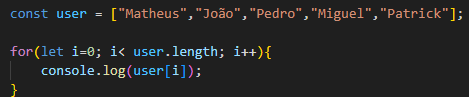 const user = ["Matheus","João","Pedro","Miguel","Patrick"];
for(let i=0; i< user.length; i++){
    console.log(user[i]);
}